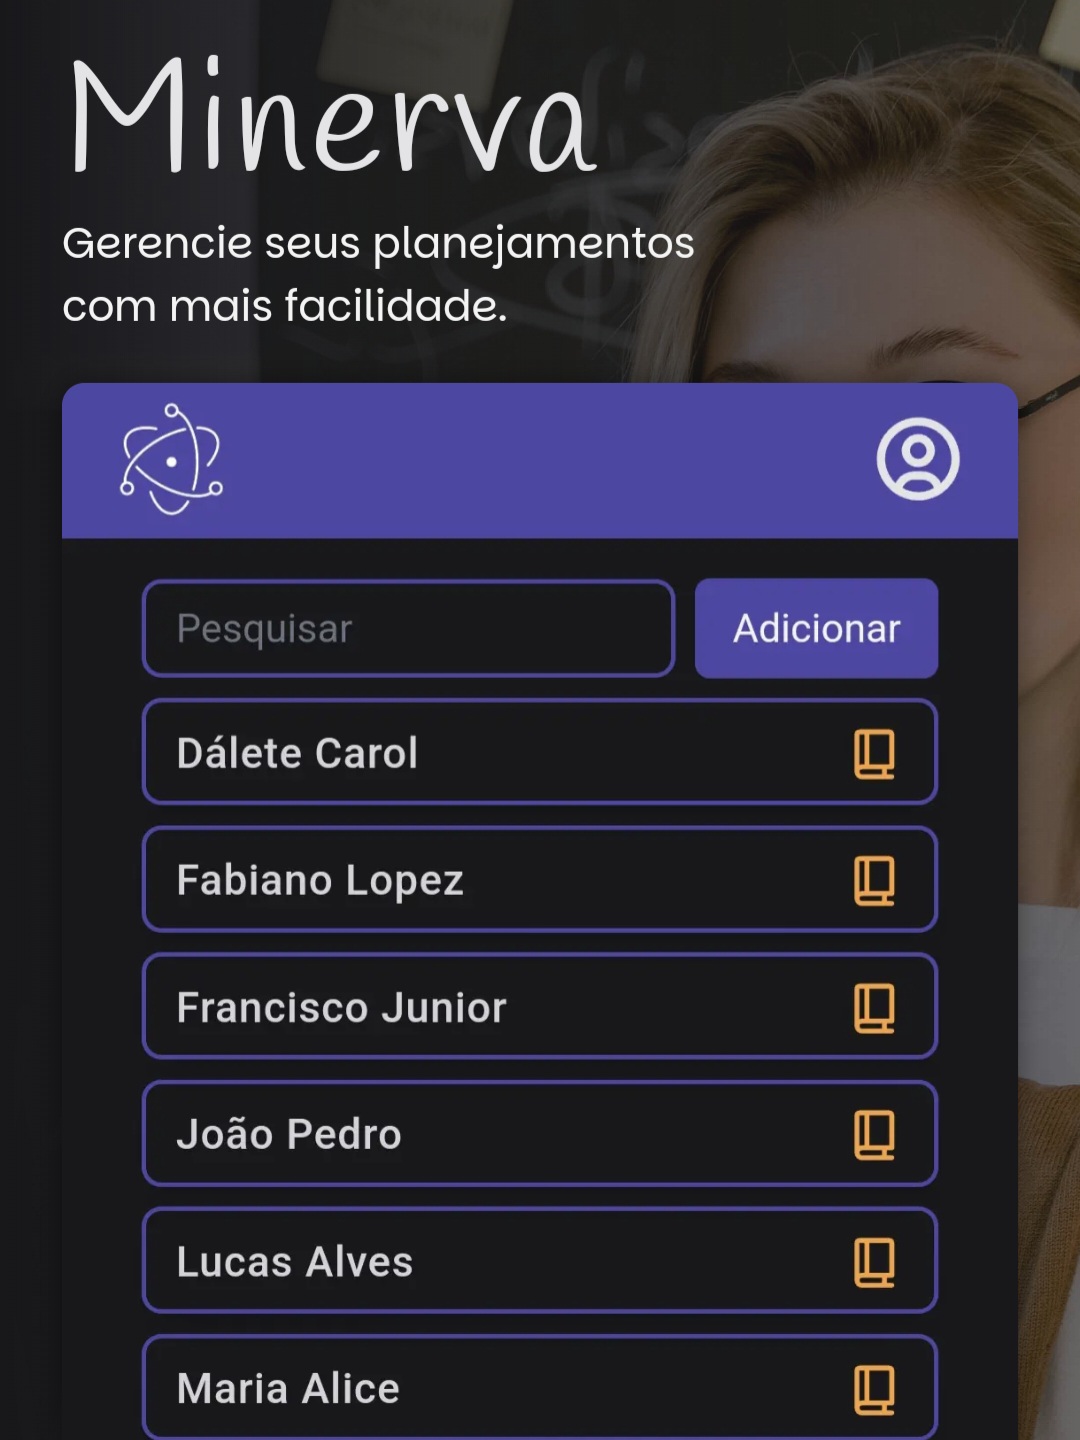 Minerva
Gerencie seus planejamentos
com mais facilidade.
Pesquisar
Adicionar
Dálete Carol
Fabiano Lopez
Francisco Junior
João Pedro
Lucas Alves
Maria Alice